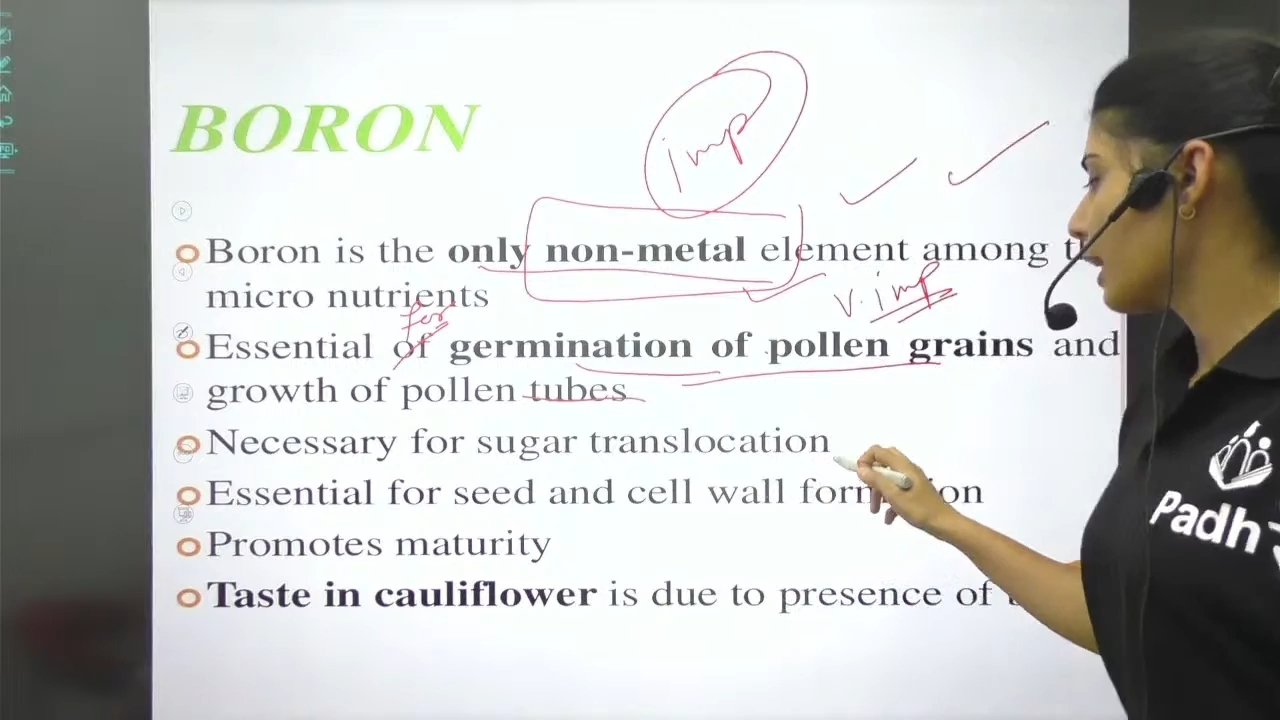 BORON
imp
Boron is the only non-metal element among
micro nutrients
v. imp
for
Essential of germination of pollen grains and
growth of pollen tubes
Necessary for sugar translocation
Essential for seed and cell wall
Promotes maturity
Taste in cauliflower is due to presence of
Padh